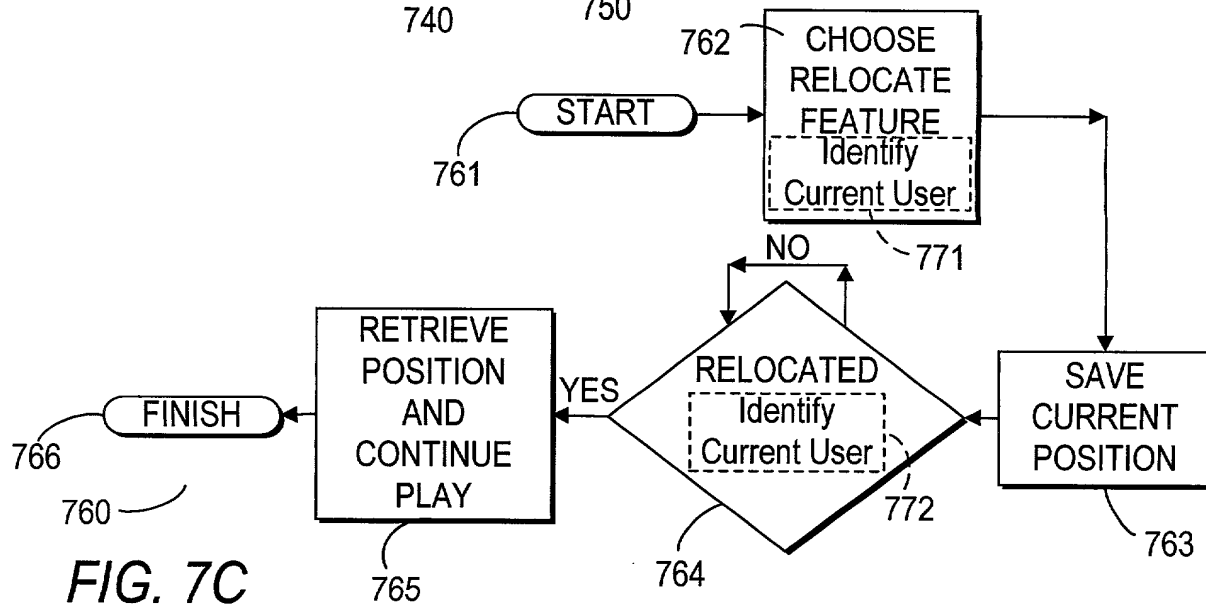 740
750
762
CHOOSE
RELOCATE
FEATURE
Identify
Current User
START
761
771
NO
RETRIEVE
POSITION
AND
CONTINUE
PLAY
YES
RELOCATED
Identify
Current User
SAVE
CURRENT
POSITION
FINISH
766
772
760
763
764
765
FIG. 7C